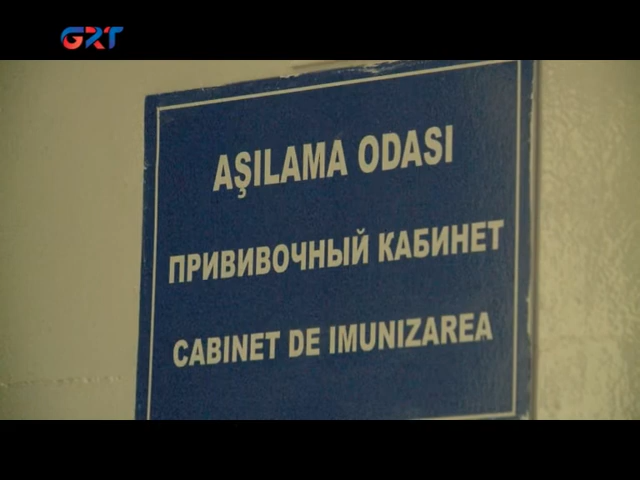 GRT
AŞILAMA ODASI
ПРИВИВОЧНЫЙ КАБИНЕТ
CABINET DE IMUNIZAREA